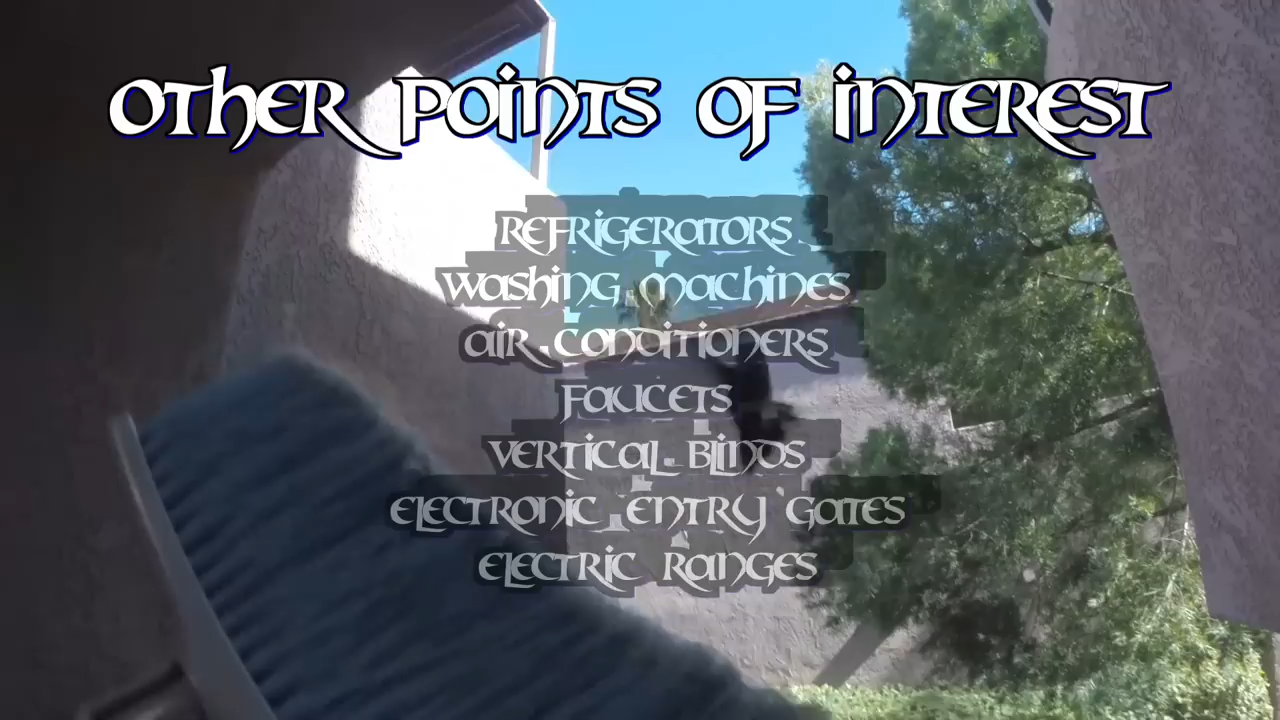 OTHER POINTS OF INTEREST
REFRIGERATORS
WASHING MACHINES
AIR CONDITIONERS
FAUCETS
VERTICAL BLINDS
ELECTRONIC ENTRY GATES
ELECTRIC RANGES